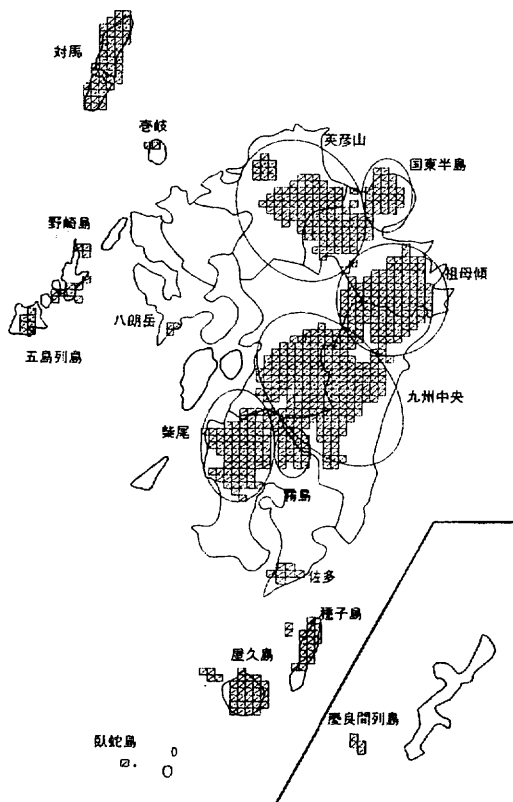 対馬
壱岐
英彦山
国東半島
野崎島
祖母傾
八朗岳
五島列島
九州中央
紫尾
霧島
佐多
種子島
屋久島
慶良間列島
臥蛇島